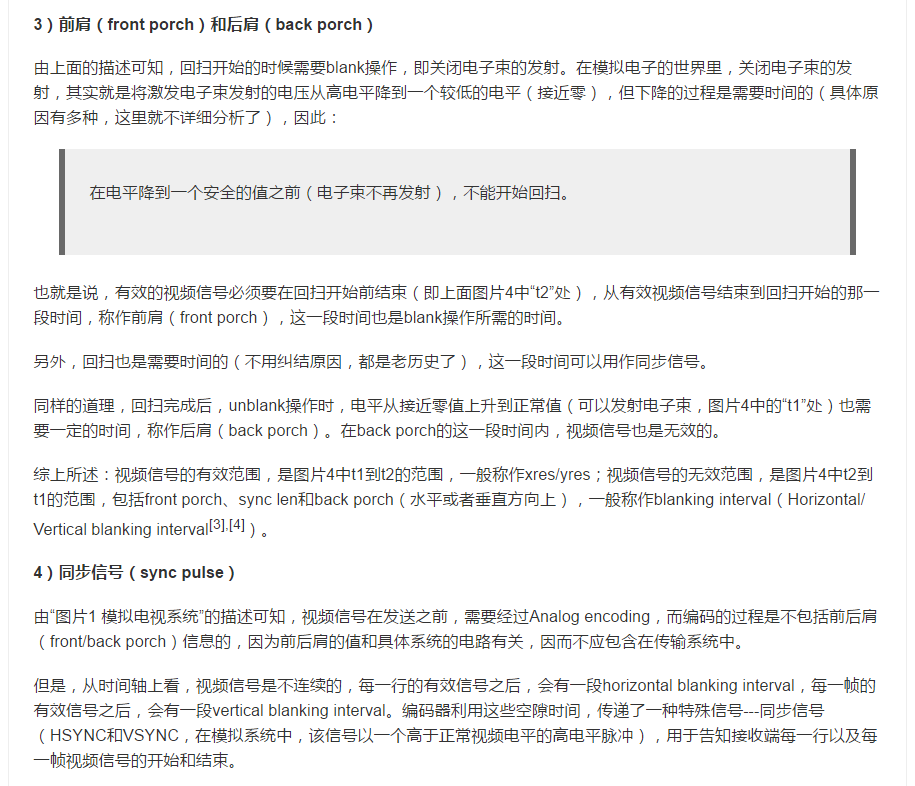 3）前肩（front porch）和后肩（back porch）
由上面的描述可知，回扫开始的时候需要blank操作，即关闭电子束的发射。在模拟电子的世界里，关闭电子束的发
射，其实就是将激发电子束发射的电压从高电平降到一个较低的电平（接近零），但下降的过程是需要时间的（具体原
因有多种，这里就不详细分析了），因此：
在电平降到一个安全的值之前（电子束不再发射），不能开始回扫。
也就是说，有效的视频信号必须要在回扫开始前结束（即上面图片4中“t2”处），从有效视频信号结束到回扫开始的那一
段时间，称作前肩（front porch），这一段时间也是blank操作所需的时间。
另外，回扫也是需要时间的（不用纠结原因，都是老历史了），这一段时间可以用作同步信号。
同样的道理，回扫完成后，unblank操作时，电平从接近零值上升到正常值（可以发射电子束，图片4中的“t1”处）也需
要一定的时间，称作后肩（back porch）。在back porch的这一段时间内，视频信号也是无效的。
综上所述：视频信号的有效范围，是图片4中t1到t2的范围，一般称作xres/yres；视频信号的无效范围，是图片4中t2到
t1的范围，包括front porch、sync len和back porch（水平或者垂直方向上），一般称作blanking interval（Horizontal/
Vertical blanking interval[3],[4]）。
4）同步信号（sync pulse）
由“图片1 模拟电视系统”的描述可知，视频信号在发送之前，需要经过Analog encoding，而编码的过程是不包括前后肩
（front/back porch）信息的，因为前后肩的值和具体系统的电路有关，因而不应包含在传输系统中。
但是，从时间轴上看，视频信号是不连续的，每一行的有效信号之后，会有一段horizontal blanking interval，每一帧的
有效信号之后，会有一段vertical blanking interval。编码器利用这些空隙时间，传递了一种特殊信号---同步信号
（HSYNC和VSYNC，在模拟系统中，该信号以一个高于正常视频电平的高电平脉冲），用于告知接收端每一行以及每
一帧视频信号的开始和结束。